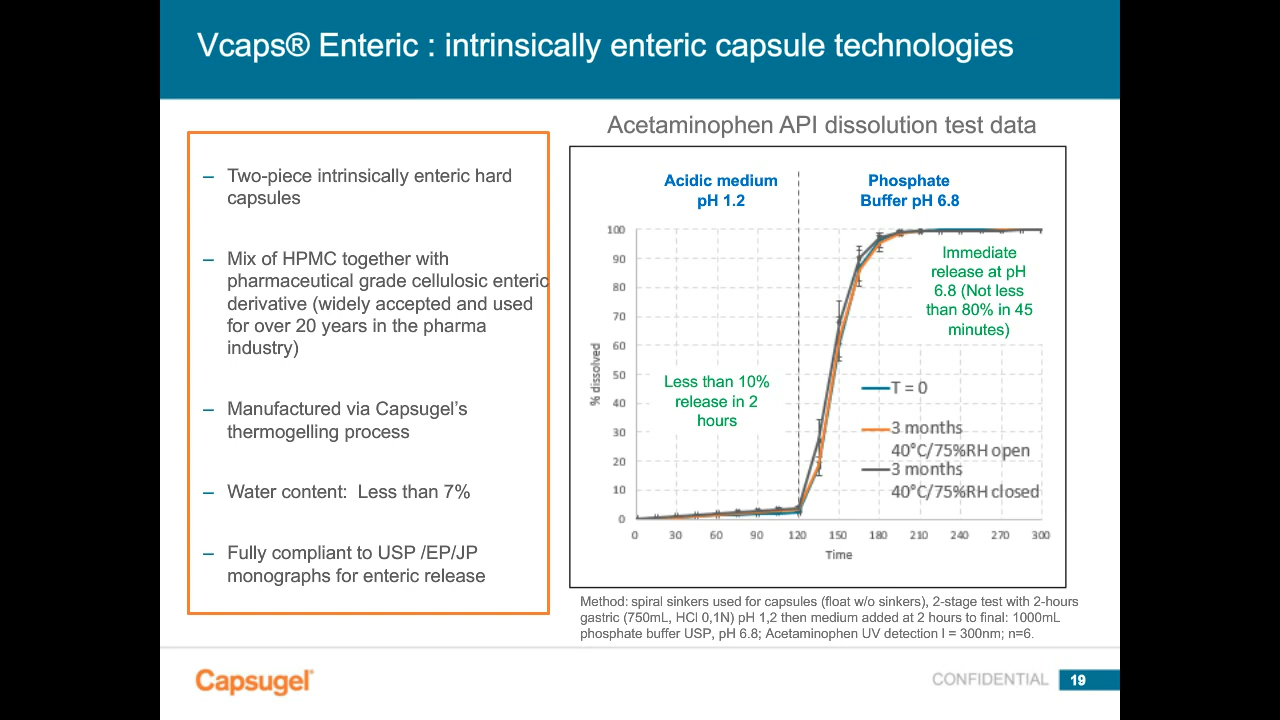 Vcaps® Enteric : intrinsically enteric capsule technologies
– Two-piece intrinsically enteric hard
capsules
– Mix of HPMC together with
pharmaceutical grade cellulosic enteric
derivative (widely accepted and used
for over 20 years in the pharma
industry)
– Manufactured via Capsugel’s
thermogelling process
– Water content: Less than 7%
– Fully compliant to USP /EP/JP
monographs for enteric release
Acetaminophen API dissolution test data
Acidic medium
pH 1.2
Phosphate
Buffer pH 6.8
Immediate
release at pH
6.8 (Not less
than 80% in 45
minutes)
Less than 10%
release in 2
hours
% dissolved
100
90
80
70
60
50
40
30
20
10
0
T = 0
3 months
40°C/75%RH open
3 months
40°C/75%RH closed
0 30 60 90 120 150 180 210 240 270 300
Time
Method: spiral sinkers used for capsules (float w/o sinkers), 2-stage test with 2-hours
gastric (750mL, HCl 0,1N) pH 1,2 then medium added at 2 hours to final: 1000mL
phosphate buffer USP, pH 6.8; Acetaminophen UV detection l = 300nm; n=6.
Capsugel®
CONFIDENTIAL 19